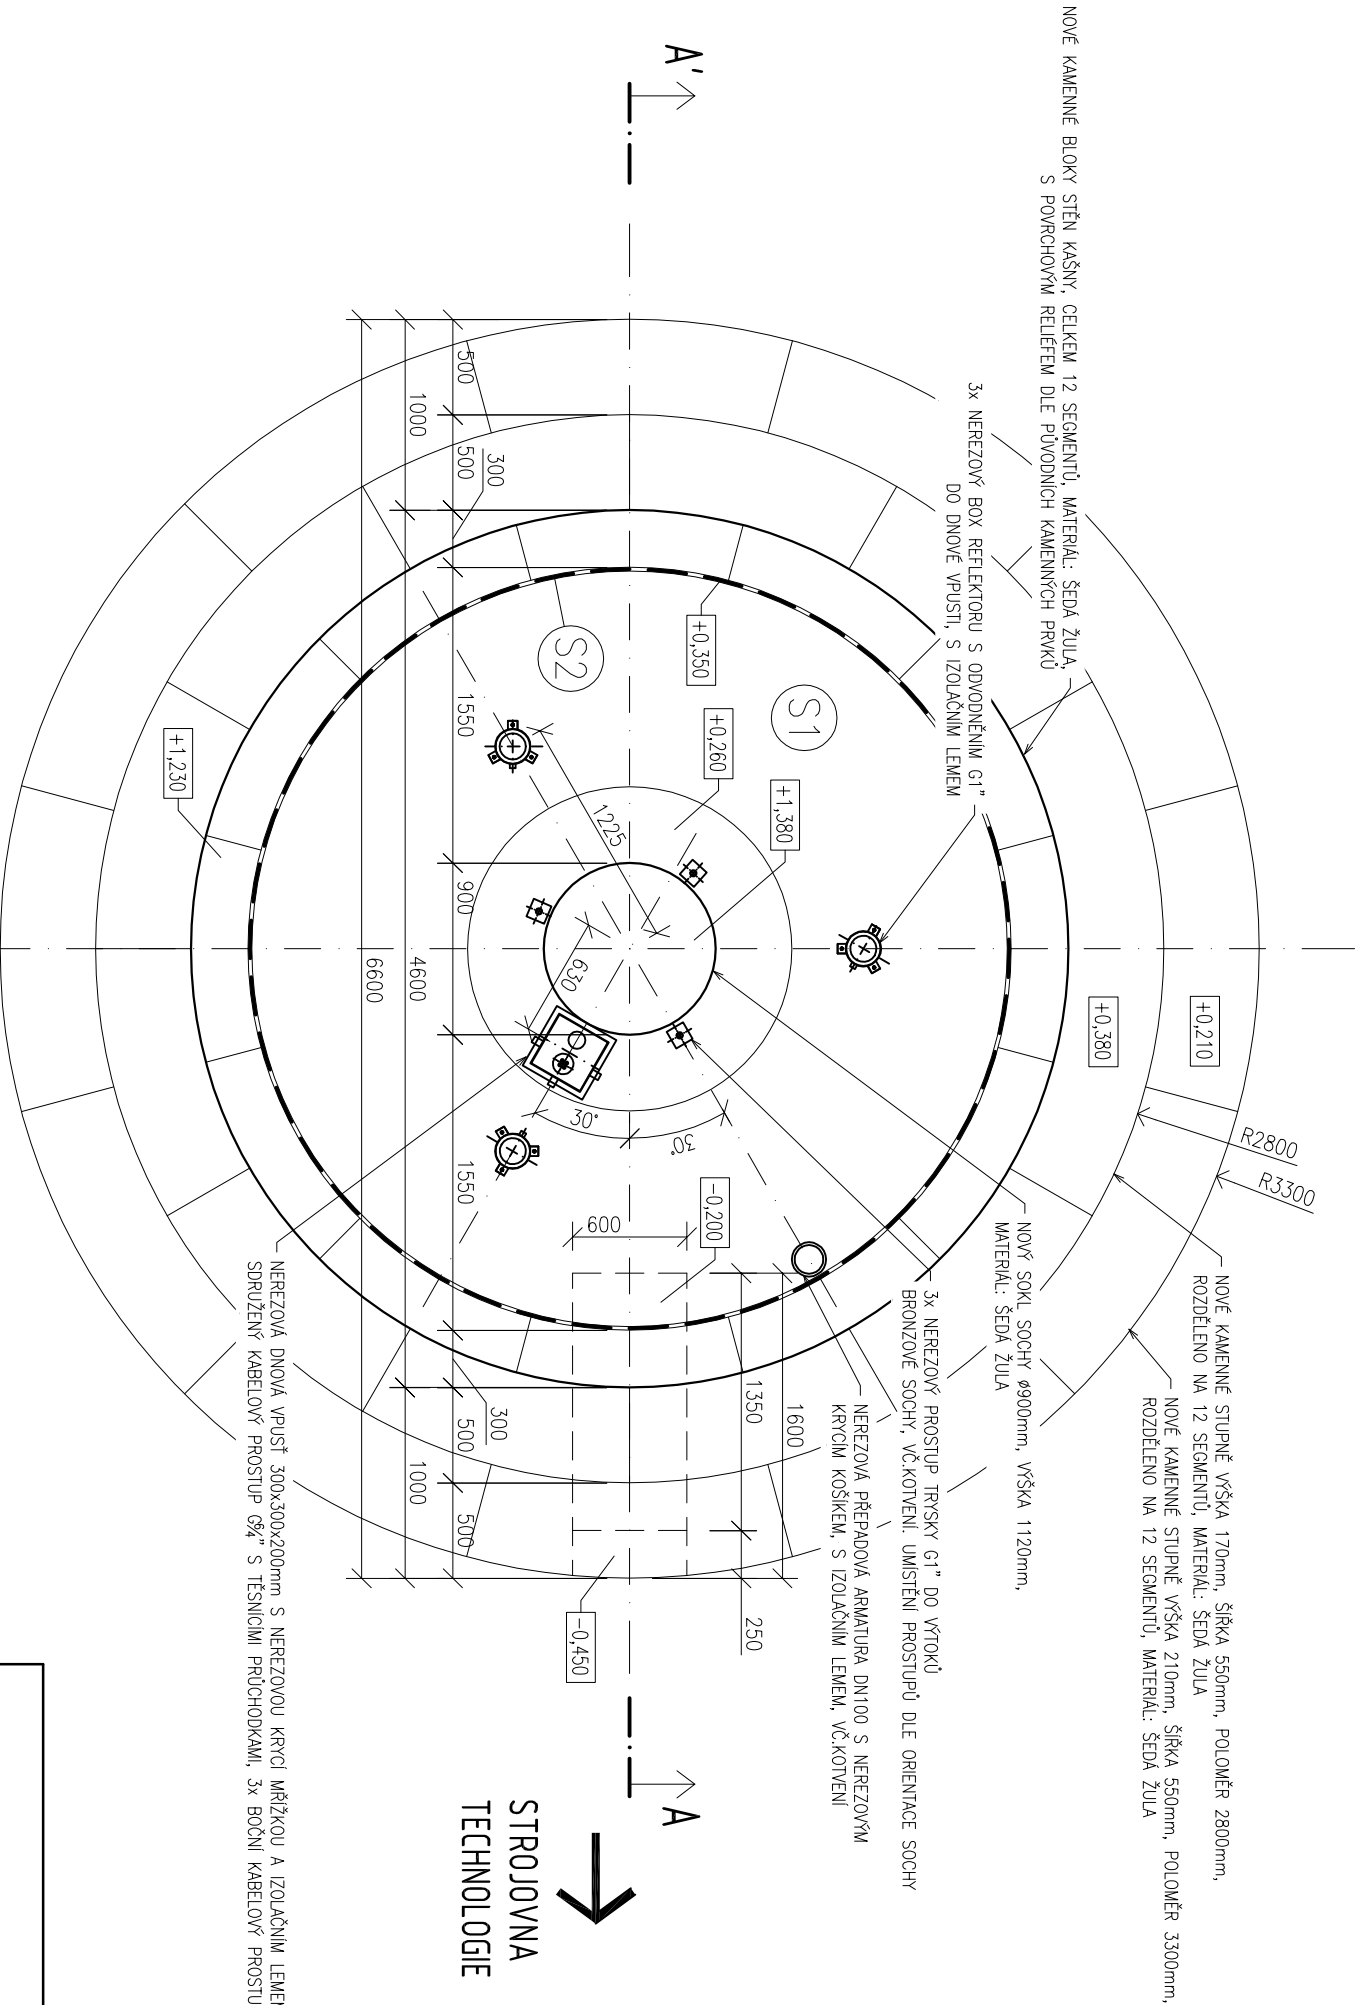 NOVÉ KAMENNÉ STUPNĚ VÝŠKA 170mm, ŠÍŘKA 550mm, POLOMĚR 2800mm,
ROZDĚLENO NA 12 SEGMENTŮ, MATERIÁL: ŠEDÁ ŽULA
NOVÉ KAMENNÉ STUPNĚ VÝŠKA 210mm, ŠÍŘKA 550mm, POLOMĚR 3300mm,
ROZDĚLENO NA 12 SEGMENTŮ, MATERIÁL: ŠEDÁ ŽULA
R2800
R3300
+0,210
+0,380
NOVÉ KAMENNÉ BLOKY STĚN KAŠNY, CELKEM 12 SEGMENTŮ, MATERIÁL: ŠEDÁ ŽULA,
S POVRCHOVÝM RELIÉFEM DLE PŮVODNÍCH KAMENNÝCH PRVKŮ
3x NEREZOVÝ BOX REFLEKTORU S ODVODNĚNÍM G1"
DO DNOVÉ VPUSTI, S IZOLAČNÍM LEMEM
NOVÝ SOKL SOCHY ø900mm, VÝŠKA 1120mm,
MATERIÁL: ŠEDÁ ŽULA
3x NEREZOVÝ PROSTUP TRYSKY G1" DO VÝTOKŮ
BRONZOVÉ SOCHY, VČ.KOTVENÍ. UMÍSTĚNÍ PROSTUPŮ DLE ORIENTACE SOCHY
NEREZOVÁ PŘEPADOVÁ ARMATURA DN100 S NEREZOVÝM
KRYCÍM KOŠÍKEM, S IZOLAČNÍM LEMEM, VČ.KOTVENÍ
S1
+1,380
+0,260
+0,350
-0,200
1600
1350
250
A'
A
30°
30°
600
1225
630
S2
-0,450
STROJOVNA
TECHNOLOGIE
300
300
500
500
1550
900
1550
500
500
1000
4600
1000
6600
+1,230
NEREZOVÁ DNOVÁ VPUSŤ 300x300x200mm S NEREZOVOU KRYCÍ MŘÍŽKOU A IZOLAČNÍM
SDRUŽENÝ KABELOVÝ PROSTUP G6/4" S TĚSNÍCÍMI PRŮCHODKAMI, 3x BOČNÍ KABELOVÝ